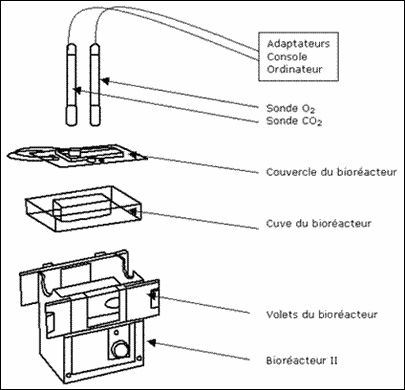 Adaptateurs
Console
Ordinateur
Sonde O₂
Sonde CO₂
Couvercle du bioréacteur
Cuve du bioréacteur
Volets du bioréacteur
Bioréacteur II